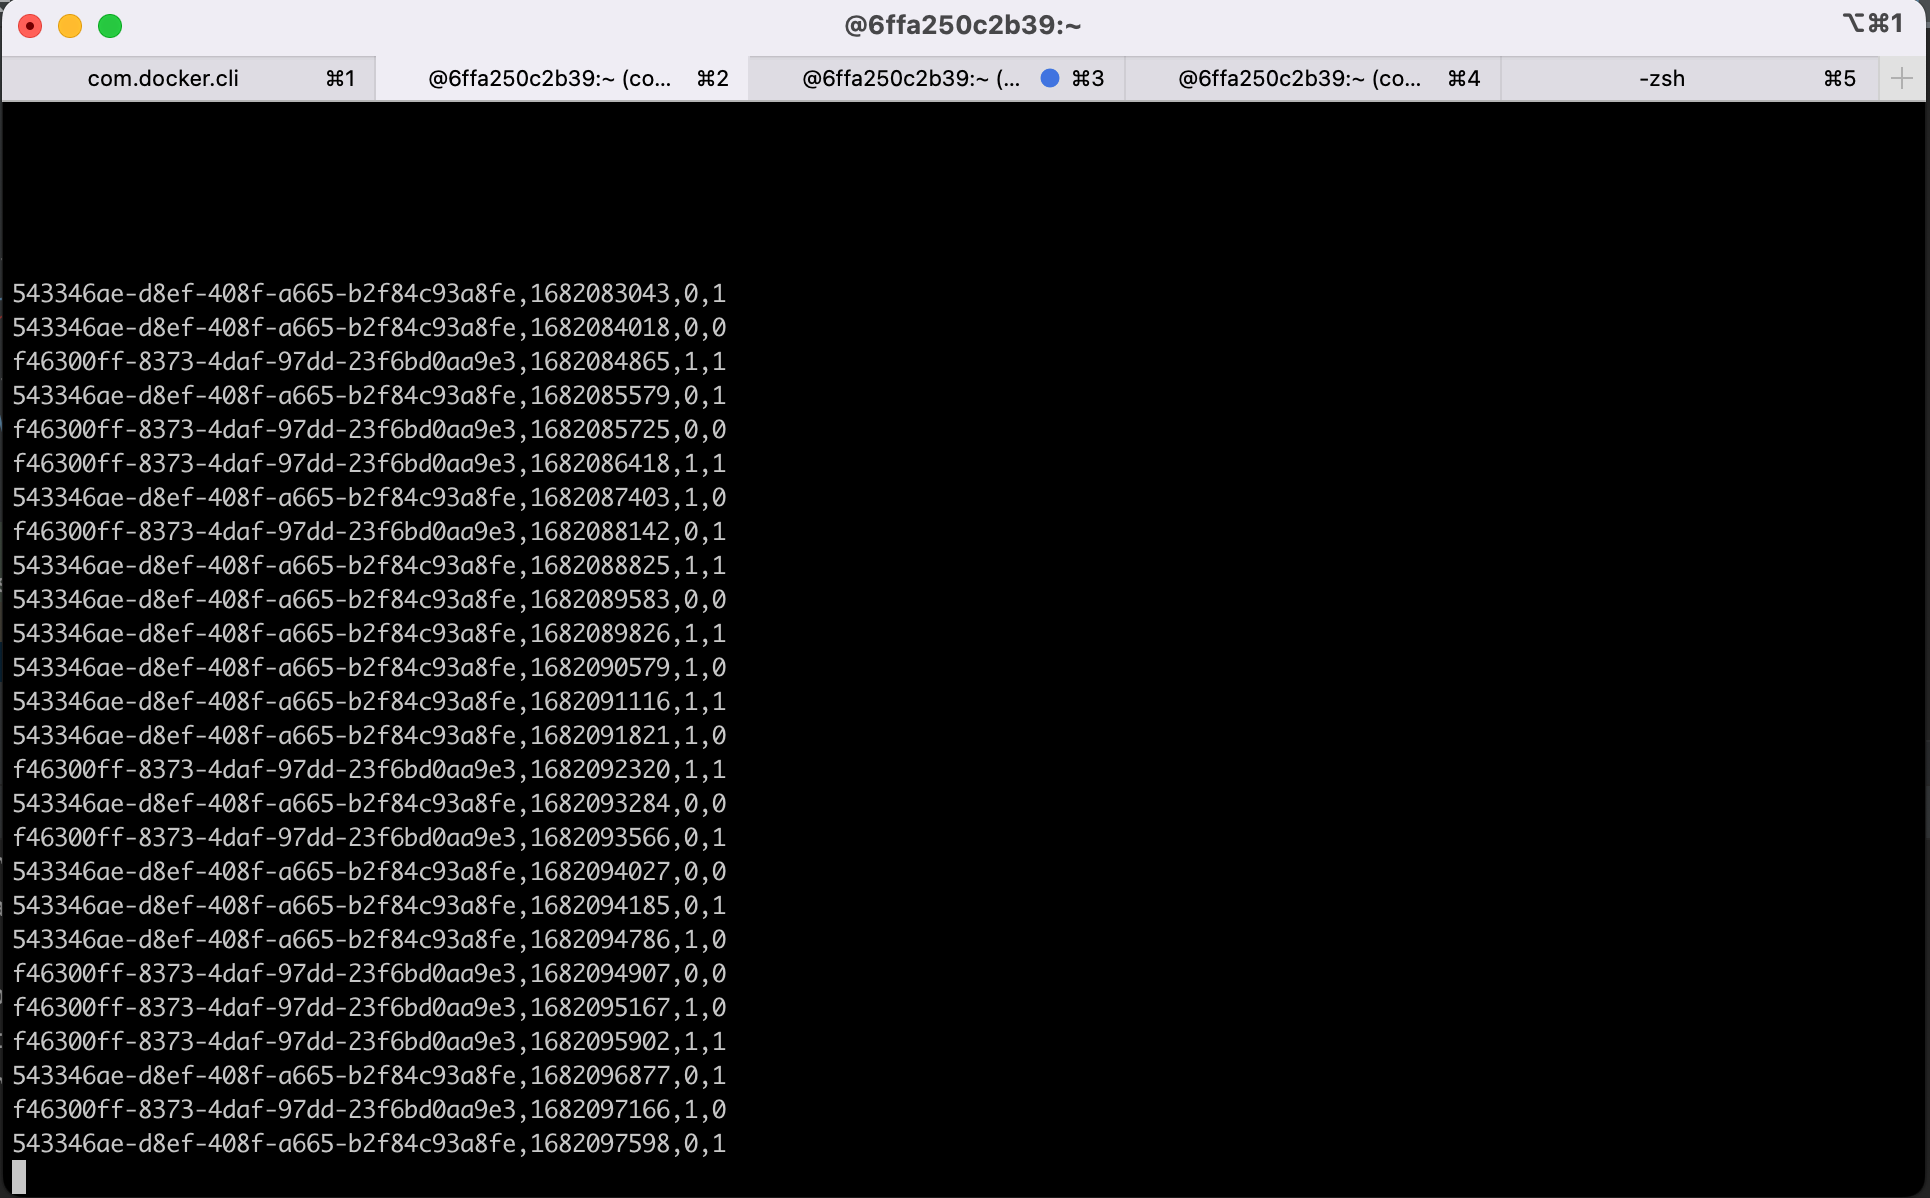 @6ffa250c2b39:~ ⌥⌘1
com.docker.cli ⌘1 @6ffa250c2b39:~ (co... ⌘2 @6ffa250c2b39:~ (... ⌘3 @6ffa250c2b39:~ (co... ⌘4 -zsh ⌘5
543346ae-d8ef-408f-a665-b2f84c93a8fe,1682083043,0,1
543346ae-d8ef-408f-a665-b2f84c93a8fe,1682084018,0,0
f46300ff-8373-4daf-97dd-23f6bd0aa9e3,1682084865,1,1
543346ae-d8ef-408f-a665-b2f84c93a8fe,1682085579,0,1
f46300ff-8373-4daf-97dd-23f6bd0aa9e3,1682085725,0,0
f46300ff-8373-4daf-97dd-23f6bd0aa9e3,1682086418,1,1
543346ae-d8ef-408f-a665-b2f84c93a8fe,1682087403,1,0
f46300ff-8373-4daf-97dd-23f6bd0aa9e3,1682088142,0,1
543346ae-d8ef-408f-a665-b2f84c93a8fe,1682088825,1,1
543346ae-d8ef-408f-a665-b2f84c93a8fe,1682089583,0,0
543346ae-d8ef-408f-a665-b2f84c93a8fe,1682089826,1,1
543346ae-d8ef-408f-a665-b2f84c93a8fe,1682090579,1,0
543346ae-d8ef-408f-a665-b2f84c93a8fe,1682091116,1,1
543346ae-d8ef-408f-a665-b2f84c93a8fe,1682091821,1,0
f46300ff-8373-4daf-97dd-23f6bd0aa9e3,1682092320,1,1
543346ae-d8ef-408f-a665-b2f84c93a8fe,1682093284,0,0
f46300ff-8373-4daf-97dd-23f6bd0aa9e3,1682093566,0,1
543346ae-d8ef-408f-a665-b2f84c93a8fe,1682094027,0,0
543346ae-d8ef-408f-a665-b2f84c93a8fe,1682094185,0,1
543346ae-d8ef-408f-a665-b2f84c93a8fe,1682094786,1,0
f46300ff-8373-4daf-97dd-23f6bd0aa9e3,1682094907,0,0
f46300ff-8373-4daf-97dd-23f6bd0aa9e3,1682095167,1,0
f46300ff-8373-4daf-97dd-23f6bd0aa9e3,1682095902,1,1
543346ae-d8ef-408f-a665-b2f84c93a8fe,1682096877,0,1
f46300ff-8373-4daf-97dd-23f6bd0aa9e3,1682097166,1,0
543346ae-d8ef-408f-a665-b2f84c93a8fe,1682097598,0,1